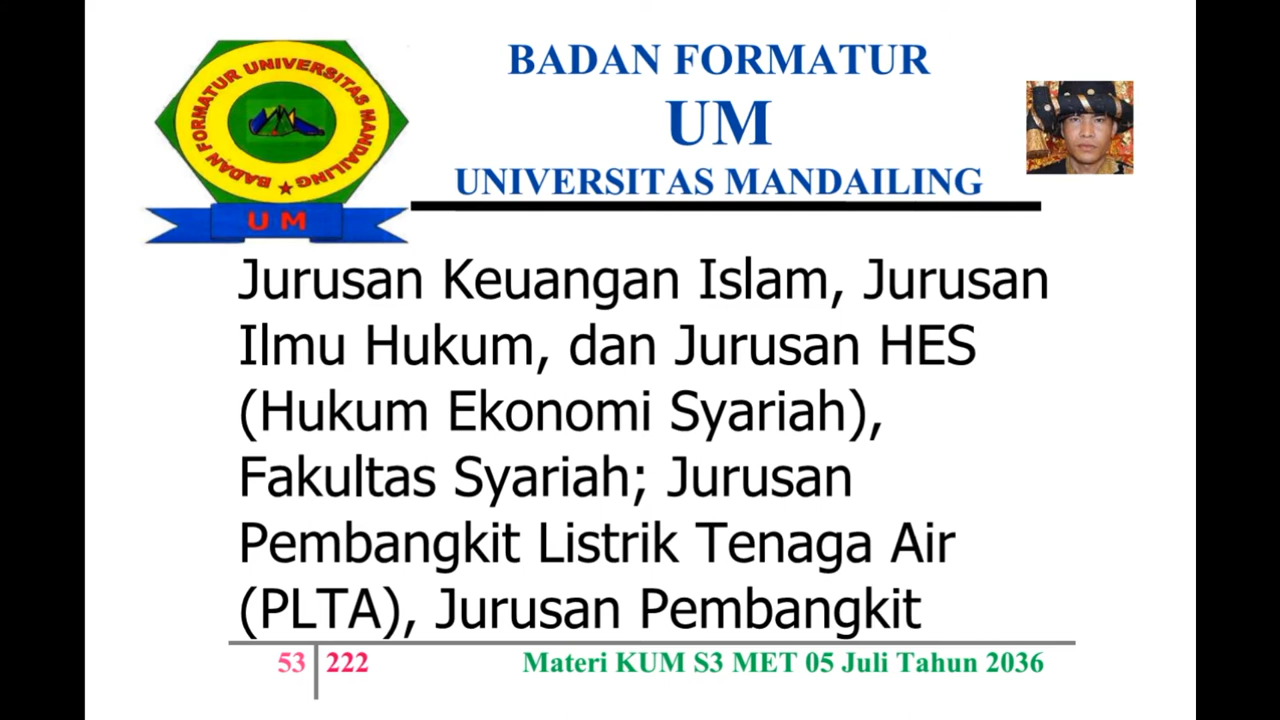 BADAN FORMATUR UNIVERSITAS MANDAILING
U M
BADAN FORMATUR
UM
UNIVERSITAS MANDAILING
Jurusan Keuangan Islam, Jurusan
Ilmu Hukum, dan Jurusan HES
(Hukum Ekonomi Syariah),
Fakultas Syariah; Jurusan
Pembangkit Listrik Tenaga Air
(PLTA), Jurusan Pembangkit
53 222 Materi KUM S3 MET 05 Juli Tahun 2036